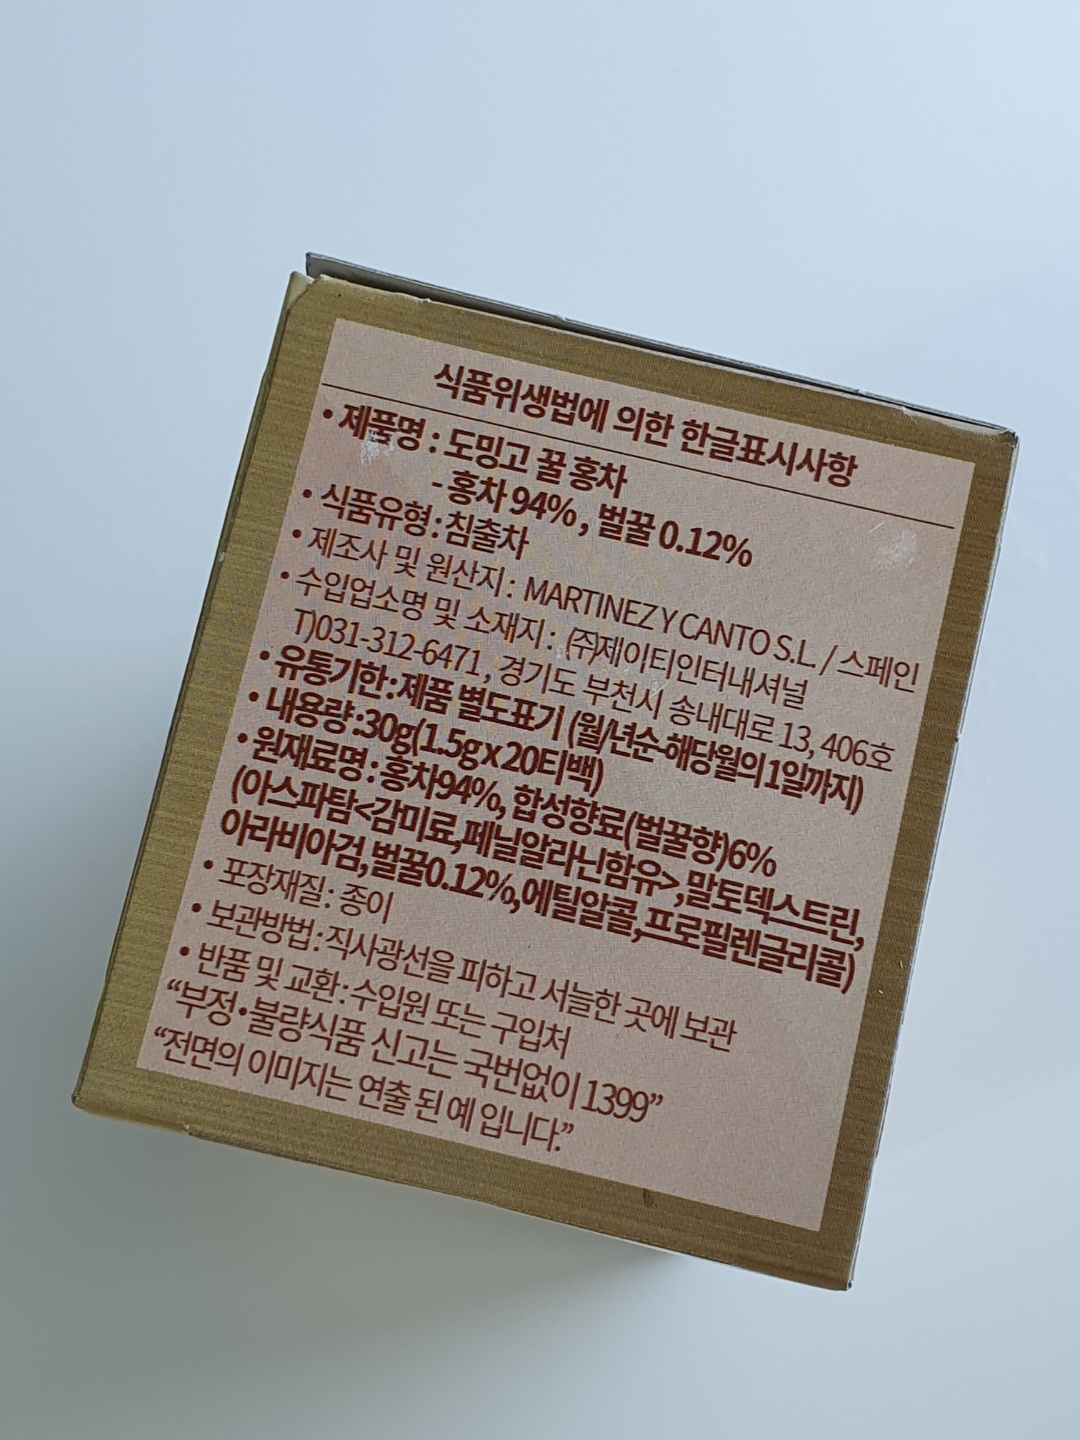 식품위생법에 의한 한글표시사항
• 제품명 : 도밍고 꿀 홍차
- 홍차 94% , 벌꿀 0.12%
• 식품유형 : 침출차
• 제조사 및 원산지 : MARTINEZ Y CANTO S.L. / 스페인
• 수입업소명 및 소재지 : (주)제이티인터내셔널
T)031-312-6471 , 경기도 부천시 송내대로 13, 406호
• 유통기한 : 제품 별도표기 (월/년순-해당월의 1일까지)
• 내용량 :30g(1.5g x 20티백)
• 원재료명 : 홍차94%, 합성향료(벌꿀향)6%
(아스파탐<감미료,페닐알라닌함유>,말토덱스트린,
아라비아검,벌꿀0.12%,에틸알콜,프로필렌글리콜)
• 포장재질 : 종이
• 보관방법 : 직사광선을 피하고 서늘한 곳에 보관
• 반품 및 교환 : 수입원 또는 구입처
“부정•불량식품 신고는 국번없이 1399”
“전면의 이미지는 연출 된 예 입니다.”